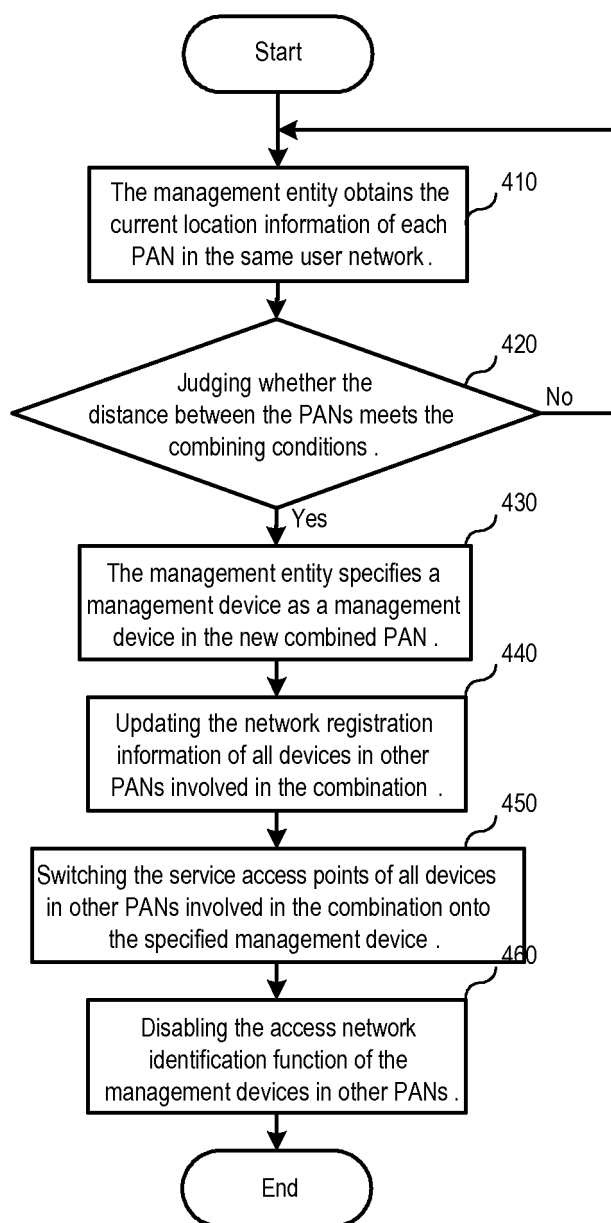 Start
The management entity obtains the
current location information of each
PAN in the same user network .
410
Judging whether the
distance between the PANs meets the
combining conditions .
420
No
Yes
430
The management entity specifies a
management device as a management
device in the new combined PAN .
440
Updating the network registration
information of all devices in other
PANs involved in the combination .
450
Switching the service access points of all devices
in other PANs involved in the combination onto
the specified management device .
460
Disabling the access network
identification function of the
management devices in other PANs .
End